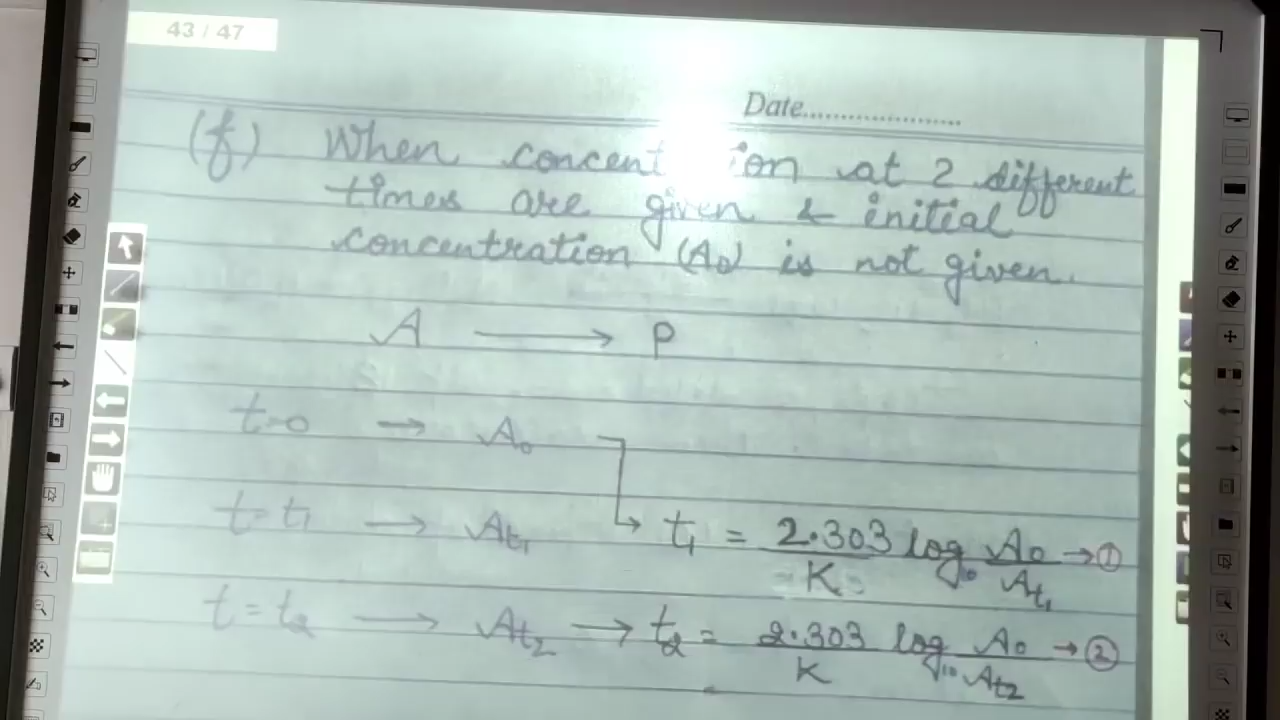 43 / 47
Date......................
(f) When concent ion at 2 different
times are given & initial
concentration (A₀) is not given.
A ⟶ P
t=0 → A₀
t=t₁ → At₁ → t₁ = 2.303/K log₁₀ A₀/At₁ → ①
t=t₂ → At₂ → t₂ = 2.303/K log₁₀ A₀/At₂ → ②